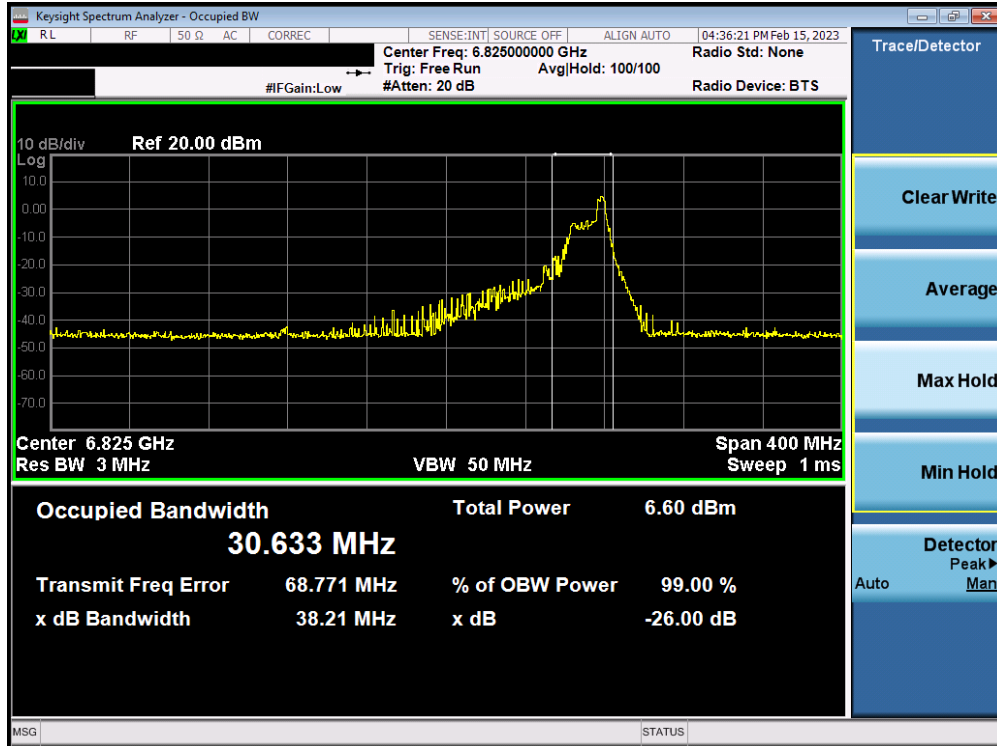 Keysight Spectrum Analyzer - Occupied BW
LXI RL RF 50 Ω AC CORREC SENSE:INT SOURCE OFF ALIGN AUTO 04:36:21 PM Feb 15, 2023
Center Freq: 6.825000000 GHz Radio Std: None
Trig: Free Run Avg|Hold: 100/100
#IFGain:Low #Atten: 20 dB Radio Device: BTS
10 dB/div Ref 20.00 dBm
Log
10.0
0.00
-10.0
-20.0
-30.0
-40.0
-50.0
-60.0
-70.0
Center 6.825 GHz Span 400 MHz
Res BW 3 MHz VBW 50 MHz Sweep 1 ms
Occupied Bandwidth Total Power 6.60 dBm
30.633 MHz
Transmit Freq Error 68.771 MHz % of OBW Power 99.00 %
x dB Bandwidth 38.21 MHz x dB -26.00 dB
MSG STATUS
Trace/Detector
Clear Write
Average
Max Hold
Min Hold
Detector
Peak▶
Auto Man